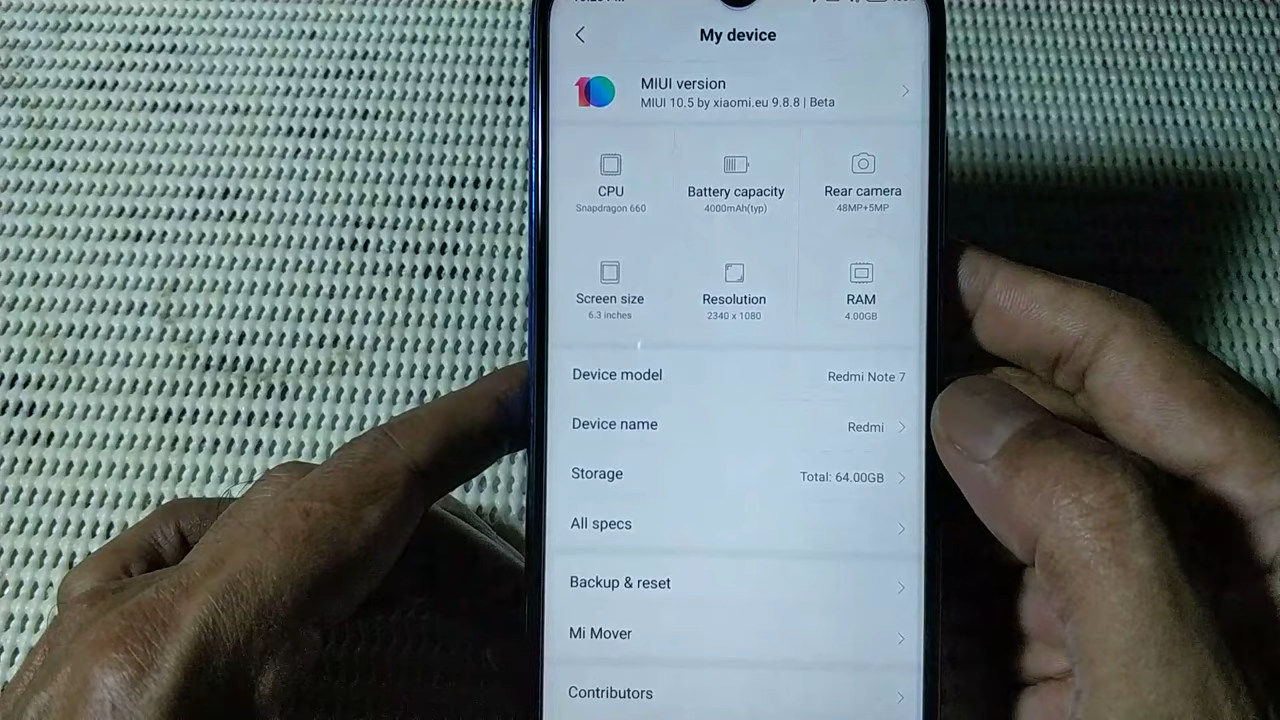 My device
MIUI version
MIUI 10.5 by xiaomi.eu 9.8.8 | Beta
CPU
Snapdragon 660
Battery capacity
4000mAh(typ)
Rear camera
48MP+5MP
Screen size
6.3 inches
Resolution
2340 x 1080
RAM
4.00GB
Device model
Redmi Note 7
Device name
Redmi
Storage
Total: 64.00GB
All specs
Backup & reset
Mi Mover
Contributors